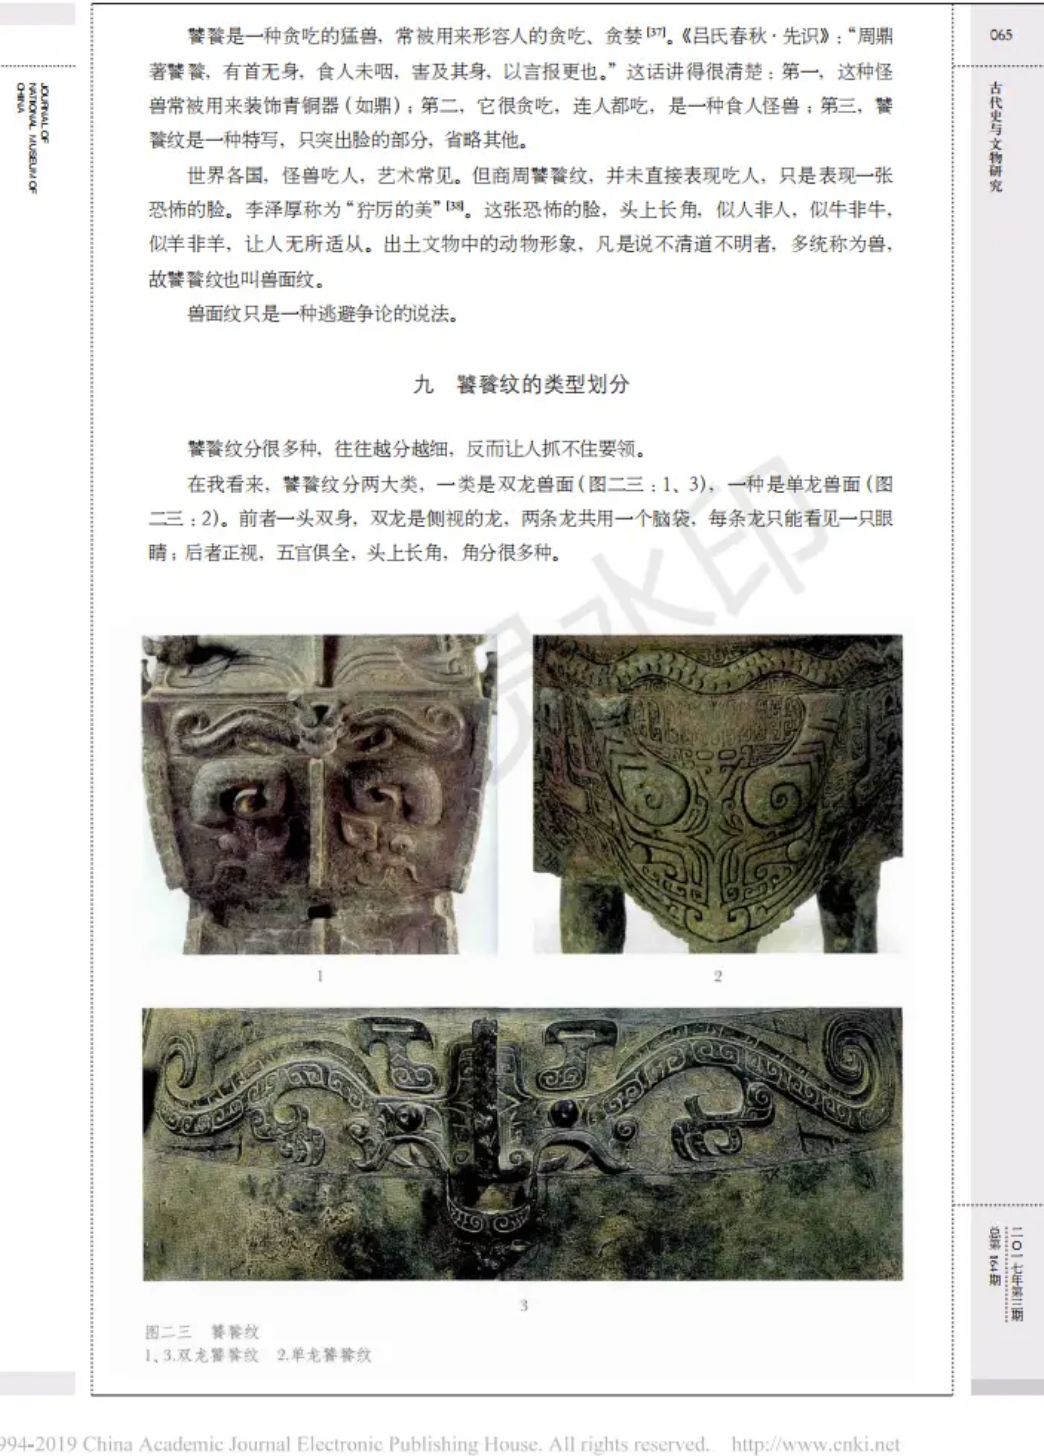 饕餮是一种贪吃的猛兽，常被用来形容人的贪吃、贪婪[37]。《吕氏春秋·先识》：“周鼎
著饕餮，有首无身，食人未咽，害及其身，以言报更也。”这话讲得很清楚：第一，这种怪
兽常被用来装饰青铜器（如鼎）；第二，它很贪吃，连人都吃，是一种食人怪兽；第三，饕
餮纹是一种特写，只突出脸的部分，省略其他。
世界各国，怪兽吃人，艺术常见。但商周饕餮纹，并未直接表现吃人，只是表现一张
恐怖的脸。李泽厚称为“狞厉的美”[38]。这张恐怖的脸，头上长角，似人非人，似牛非牛，
似羊非羊，让人无所适从。出土文物中的动物形象，凡是说不清道不明者，多统称为兽，
故饕餮纹也叫兽面纹。
兽面纹只是一种逃避争论的说法。
九 饕餮纹的类型划分
饕餮纹分很多种，往往越分越细，反而让人抓不住要领。
在我看来，饕餮纹分两大类，一类是双龙兽面（图二三：1、3），一种是单龙兽面（图
二三：2）。前者一头双身，双龙是侧视的龙，两条龙共用一个脑袋，每条龙只能看见一只眼
睛；后者正视，五官俱全，头上长角，角分很多种。
1
2
3
图二三 饕餮纹
1、3.双龙饕餮纹 2.单龙饕餮纹
JOURNAL OF
NATIONAL MUSEUM OF
CHINA
065
古代史与文物研究
二〇一七年第三期
总第 164 期
水印
994-2019 China Academic Journal Electronic Publishing House. All rights reserved. http://www.cnki.net